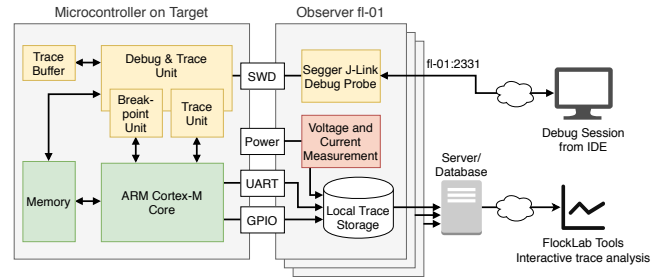 Microcontroller on Target
Observer fl-01
Trace
Buffer
Debug & Trace
Unit
Break-
point
Unit
Trace
Unit
SWD
Segger J-Link
Debug Probe
fl-01:2331
Debug Session
from IDE
Power
Voltage and
Current
Measurement
Memory
ARM Cortex-M
Core
UART
GPIO
Local Trace
Storage
Server/
Database
FlockLab Tools
Interactive trace analysis